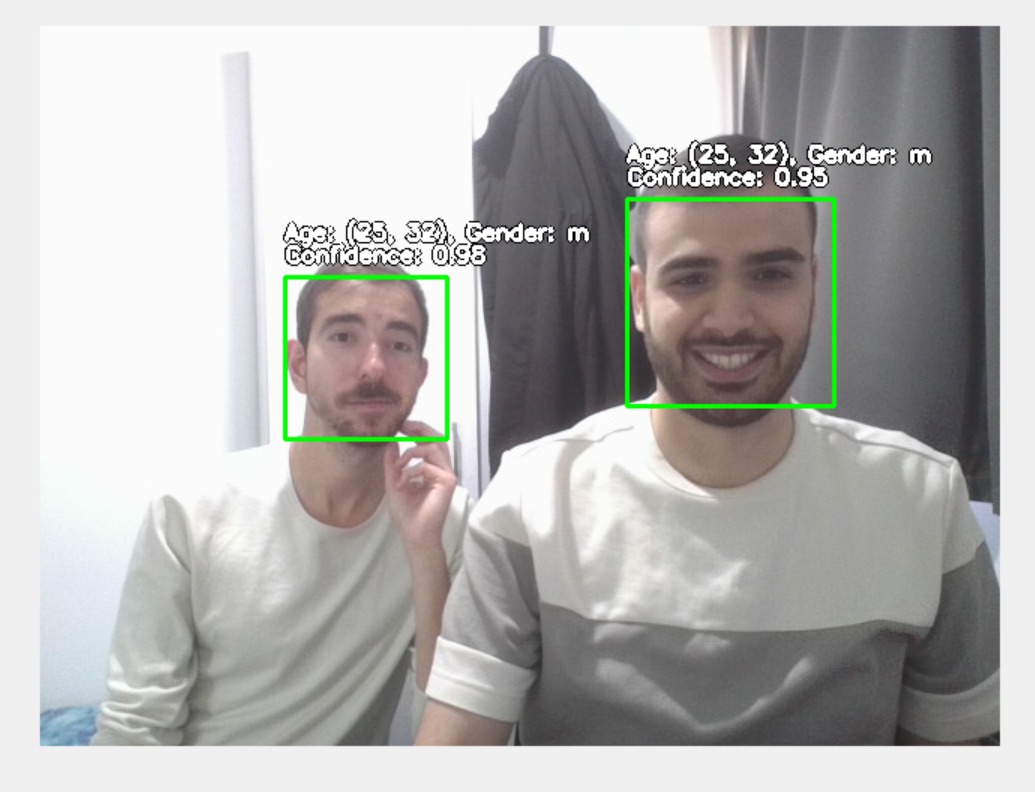 Age: (25, 32), Gender: m
Confidence: 0.98
Age: (25, 32), Gender: m
Confidence: 0.95